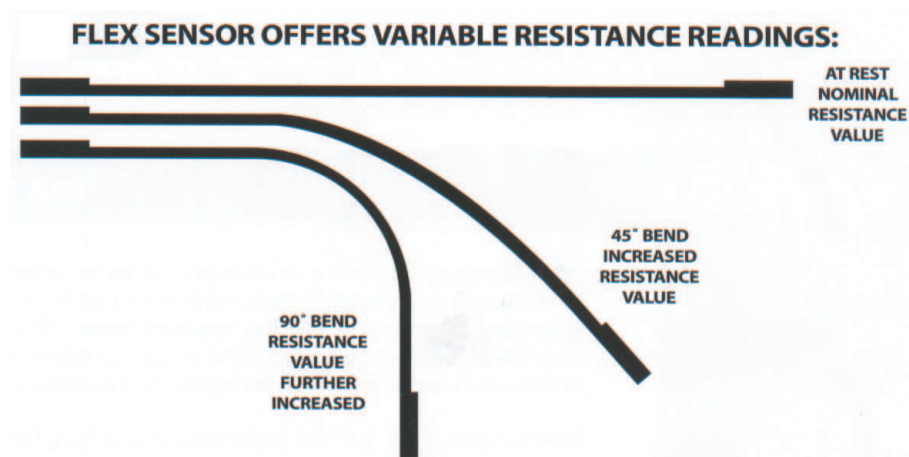 FLEX SENSOR OFFERS VARIABLE RESISTANCE READINGS:
AT REST
NOMINAL
RESISTANCE
VALUE
45˚ BEND
INCREASED
RESISTANCE
VALUE
90˚ BEND
RESISTANCE
VALUE
FURTHER
INCREASED